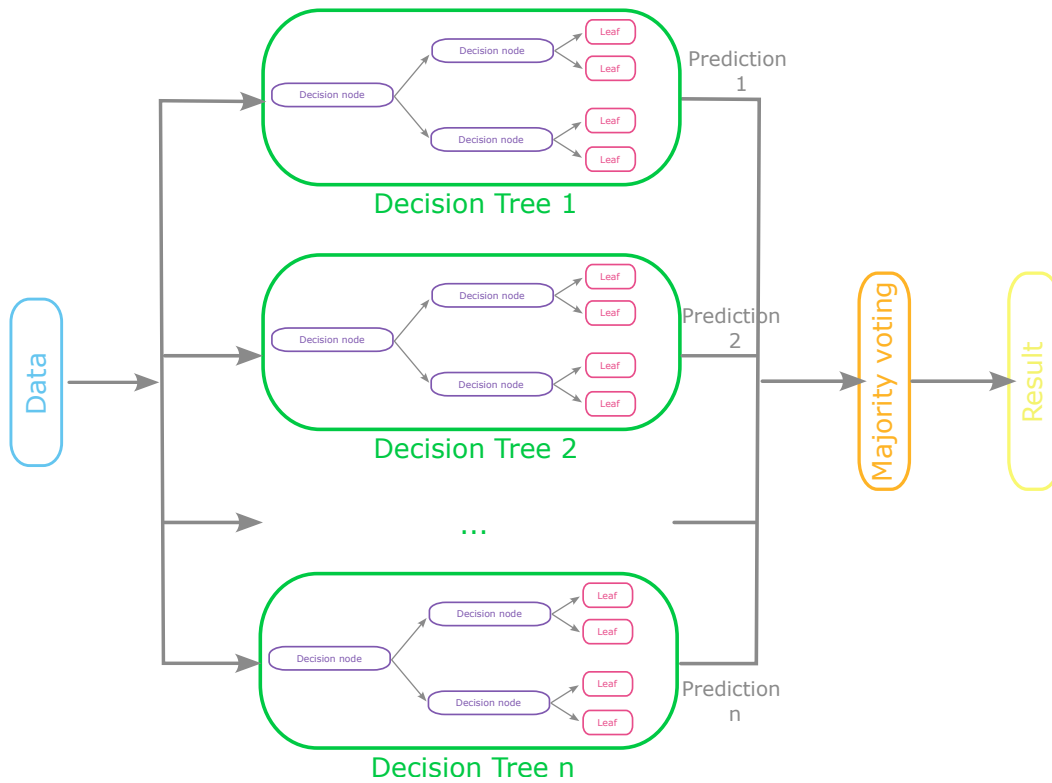 Data
Decision node
Decision node
Decision node
Leaf
Leaf
Leaf
Leaf
Decision Tree 1
Prediction
1
Decision node
Decision node
Decision node
Leaf
Leaf
Leaf
Leaf
Decision Tree 2
Prediction
2
...
Decision node
Decision node
Decision node
Leaf
Leaf
Leaf
Leaf
Decision Tree n
Prediction
n
Majority voting
Result